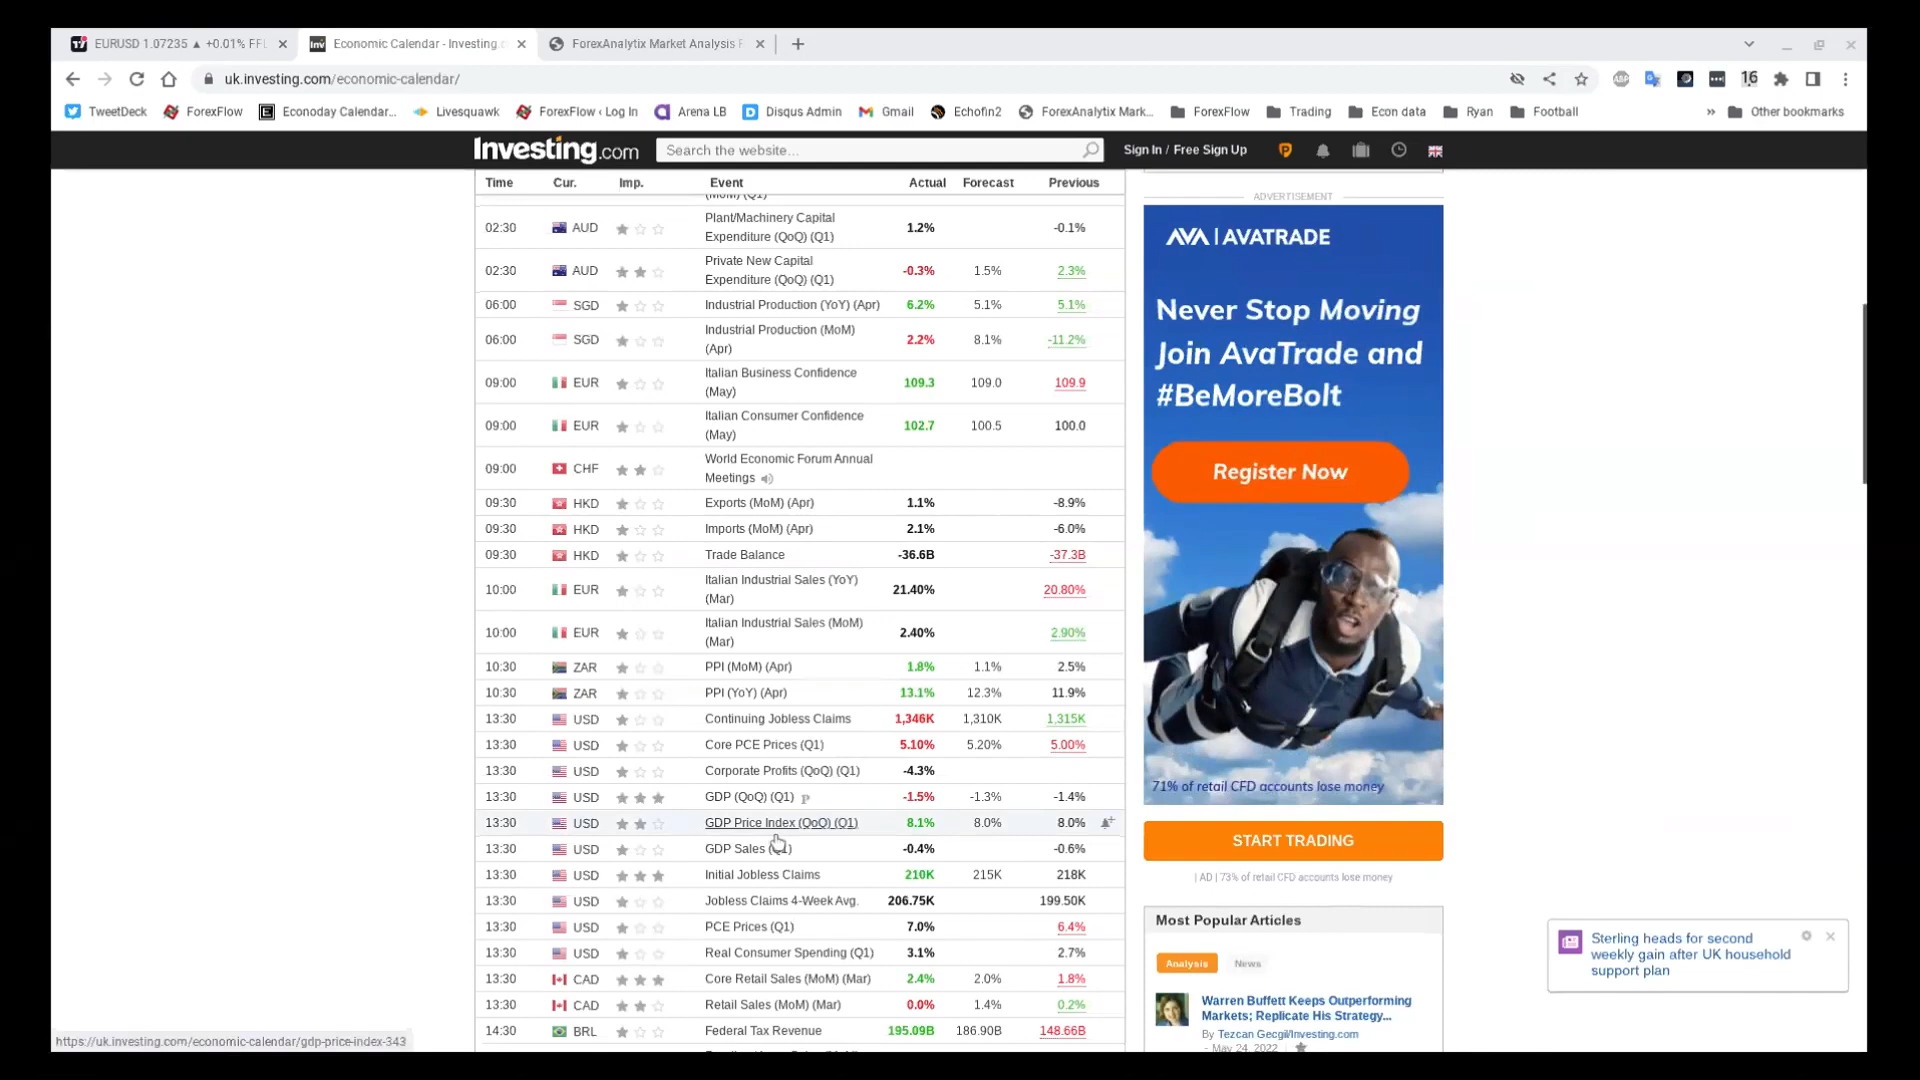 EURUSD 1.07235 ▲ +0.01% FFL
Economic Calendar - Investing.c
ForexAnalytix Market Analysis F
uk.investing.com/economic-calendar/
ABP
16
TweetDeck
ForexFlow
Econoday Calendar...
Livesquawk
ForexFlow ‹ Log In
Arena LB
Disqus Admin
Gmail
Echofin2
ForexAnalytix Mark...
ForexFlow
Trading
Econ data
Ryan
Football
» Other bookmarks
Investing.com
Search the website...
Sign In / Free Sign Up
Time Cur. Imp. Event Actual Forecast Previous
(MoM) (Q1)
02:30 AUD Plant/Machinery Capital
Expenditure (QoQ) (Q1) 1.2% -0.1%
02:30 AUD Private New Capital
Expenditure (QoQ) (Q1) -0.3% 1.5% 2.3%
06:00 SGD Industrial Production (YoY) (Apr) 6.2% 5.1% 5.1%
06:00 SGD Industrial Production (MoM)
(Apr) 2.2% 8.1% -11.2%
09:00 EUR Italian Business Confidence
(May) 109.3 109.0 109.9
09:00 EUR Italian Consumer Confidence
(May) 102.7 100.5 100.0
09:00 CHF World Economic Forum Annual
Meetings
09:30 HKD Exports (MoM) (Apr) 1.1% -8.9%
09:30 HKD Imports (MoM) (Apr) 2.1% -6.0%
09:30 HKD Trade Balance -36.6B -37.3B
10:00 EUR Italian Industrial Sales (YoY)
(Mar) 21.40% 20.80%
10:00 EUR Italian Industrial Sales (MoM)
(Mar) 2.40% 2.90%
10:30 ZAR PPI (MoM) (Apr) 1.8% 1.1% 2.5%
10:30 ZAR PPI (YoY) (Apr) 13.1% 12.3% 11.9%
13:30 USD Continuing Jobless Claims 1,346K 1,310K 1,315K
13:30 USD Core PCE Prices (Q1) 5.10% 5.20% 5.00%
13:30 USD Corporate Profits (QoQ) (Q1) -4.3%
13:30 USD GDP (QoQ) (Q1) P -1.5% -1.3% -1.4%
13:30 USD GDP Price Index (QoQ) (Q1) 8.1% 8.0% 8.0%
13:30 USD GDP Sales (Q1) -0.4% -0.6%
13:30 USD Initial Jobless Claims 210K 215K 218K
13:30 USD Jobless Claims 4-Week Avg. 206.75K 199.50K
13:30 USD PCE Prices (Q1) 7.0% 6.4%
13:30 USD Real Consumer Spending (Q1) 3.1% 2.7%
13:30 CAD Core Retail Sales (MoM) (Mar) 2.4% 2.0% 1.8%
13:30 CAD Retail Sales (MoM) (Mar) 0.0% 1.4% 0.2%
14:30 BRL Federal Tax Revenue 195.09B 186.90B 148.66B
https://uk.investing.com/economic-calendar/gdp-price-index-343
ADVERTISEMENT
AVA | AVATRADE
Never Stop Moving
Join AvaTrade and
#BeMoreBolt
Register Now
71% of retail CFD accounts lose money
START TRADING
| AD | 73% of retail CFD accounts lose money
Most Popular Articles
Analysis News
Warren Buffett Keeps Outperforming
Markets; Replicate His Strategy...
By Tezcan Gecgil/Investing.com
- May 24, 2022
Sterling heads for second
weekly gain after UK household
support plan